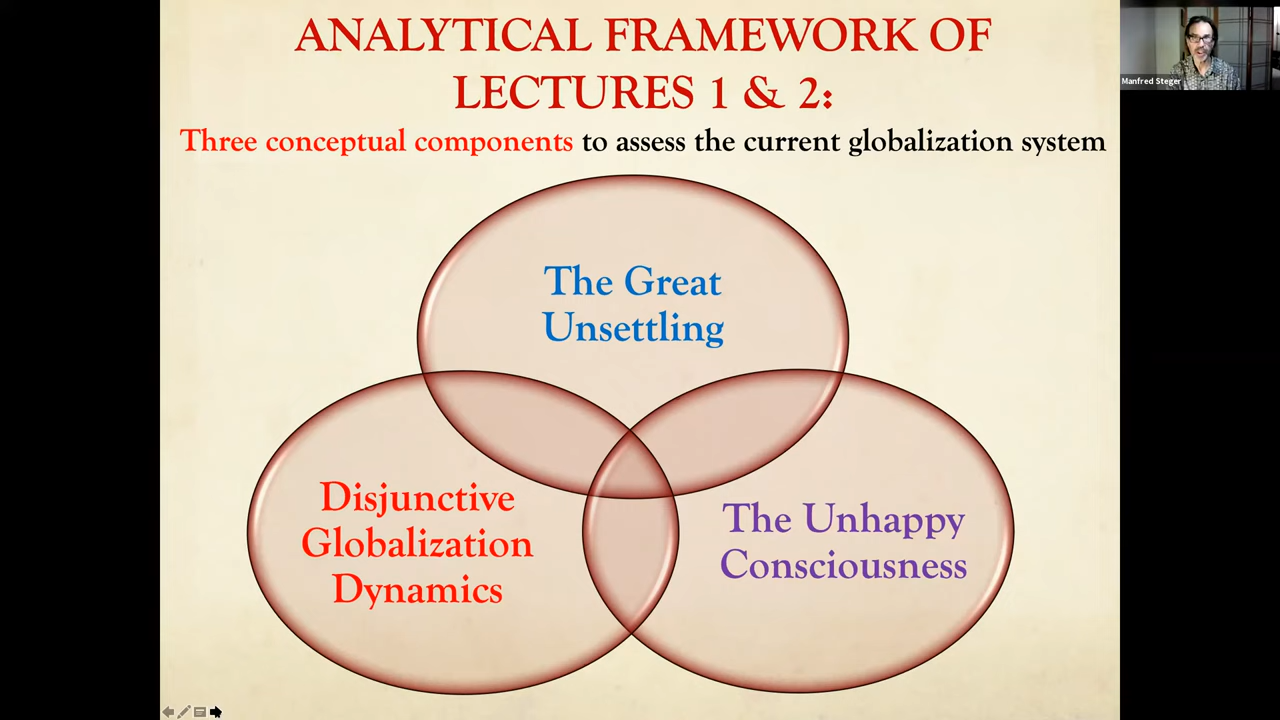 ANALYTICAL FRAMEWORK OF
LECTURES 1 & 2:
Three conceptual components to assess the current globalization system
The Great
Unsettling
Disjunctive
Globalization
Dynamics
The Unhappy
Consciousness
Manfred Steger